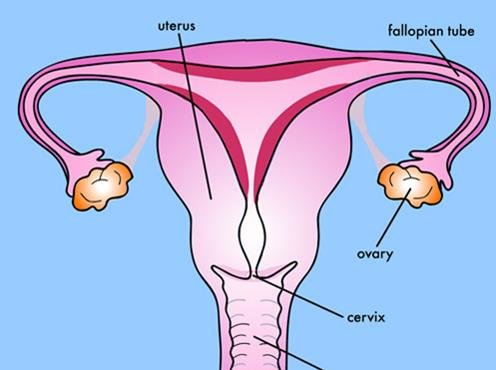 uterus
fallopian tube
ovary
cervix